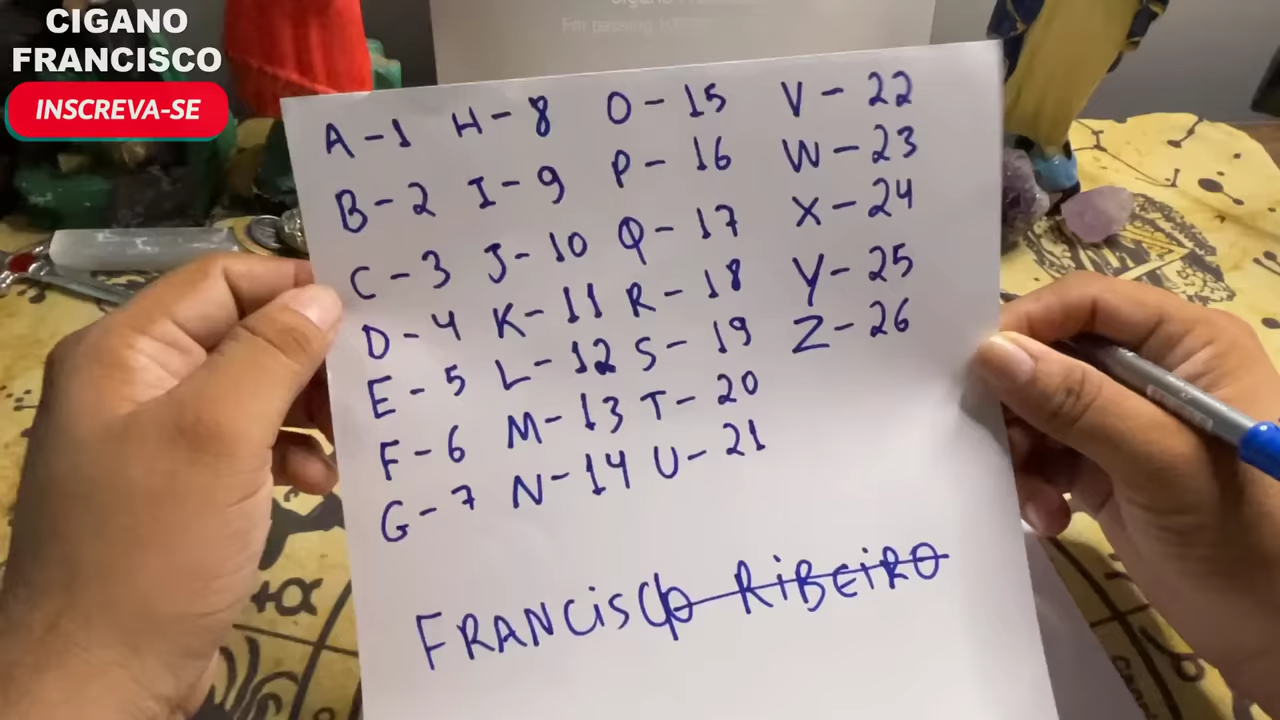 CIGANO
FRANCISCO
INSCREVA-SE
A-1 H-8 O-15 V-22
B-2 I-9 P-16 W-23
C-3 J-10 Q-17 X-24
D-4 K-11 R-18 Y-25
E-5 L-12 S-19 Z-26
F-6 M-13 T-20
G-7 N-14 U-21
FRANCISCO RIBEIRO